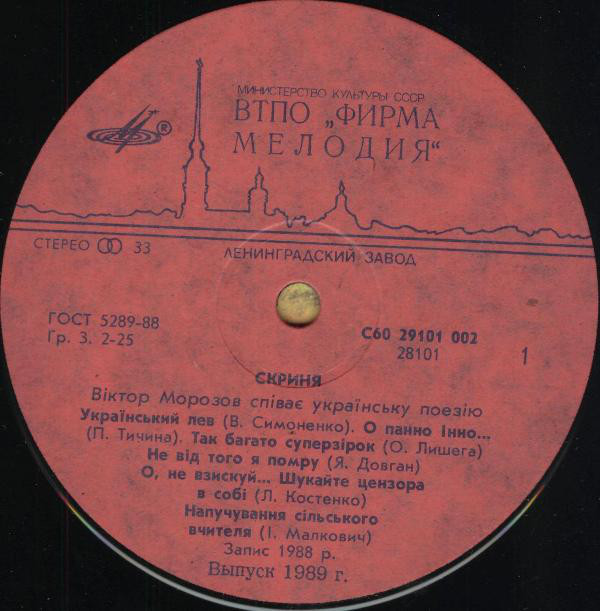 МИНИСТЕРСТВО КУЛЬТУРЫ СССР
ВТПО „ФИРМА
МЕЛОДИЯ“
®
СТЕРЕО 33
ЛЕНИНГРАДСКИЙ ЗАВОД
ГОСТ 5289-88
Гр. 3. 2-25
С60 29101 002
28101
1
СКРИНЯ
Віктор Морозов співає українську поезію
Український лев (В. Симоненко). О панно Інно...
(П. Тичина). Так багато суперзірок (О. Лишега)
Не від того я помру (Я. Довган)
О, не взискуй... Шукайте цензора
в собі (Л. Костенко)
Напучування сільського
вчителя (І. Малкович)
Запис 1988 р.
Выпуск 1989 г.